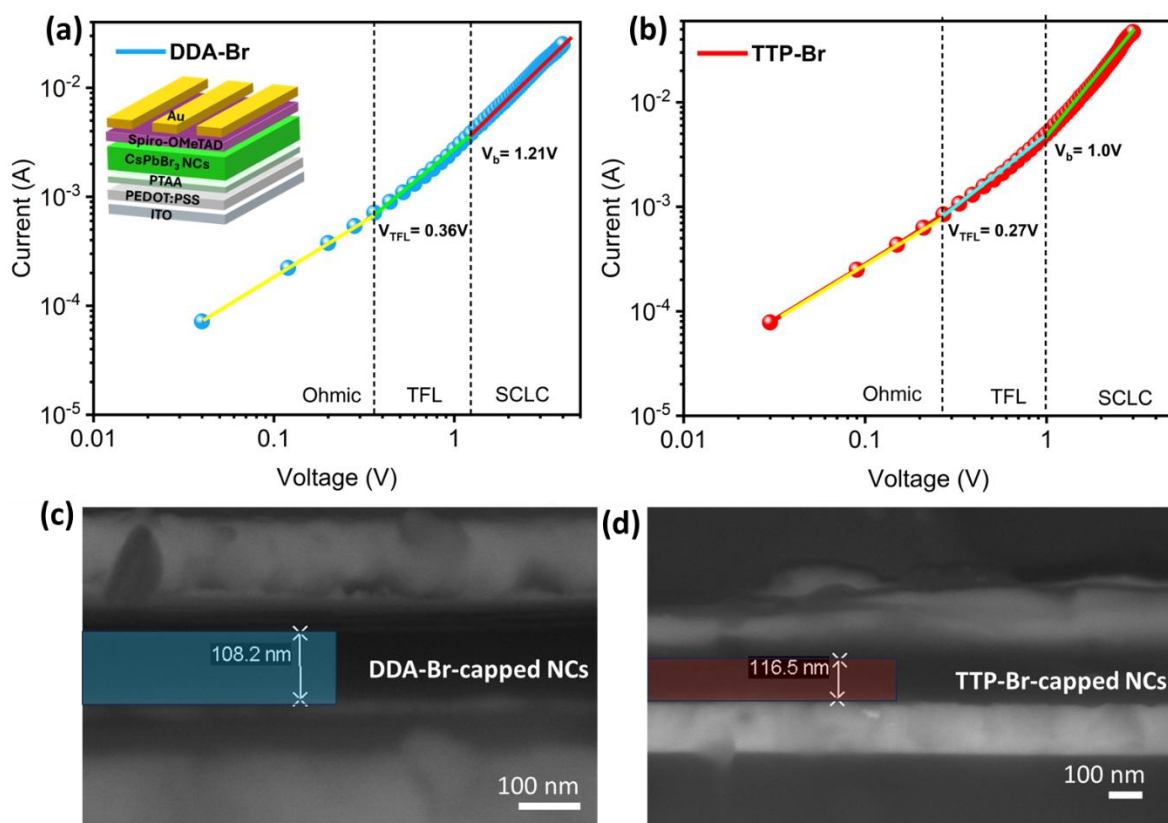 (a)
DDA-Br
Au
Spiro-OMeTAD
CsPbBr₃ NCs
PTAA
PEDOT:PSS
ITO
V_b= 1.21V
V_TFL= 0.36V
Ohmic
TFL
SCLC
Current (A)
10⁻²
10⁻³
10⁻⁴
10⁻⁵
0.01
0.1
1
Voltage (V)
(b)
TTP-Br
V_b= 1.0V
V_TFL= 0.27V
Ohmic
TFL
SCLC
Current (A)
10⁻²
10⁻³
10⁻⁴
10⁻⁵
0.01
0.1
1
Voltage (V)
(c)
108.2 nm
DDA-Br-capped NCs
100 nm
(d)
116.5 nm
TTP-Br-capped NCs
100 nm